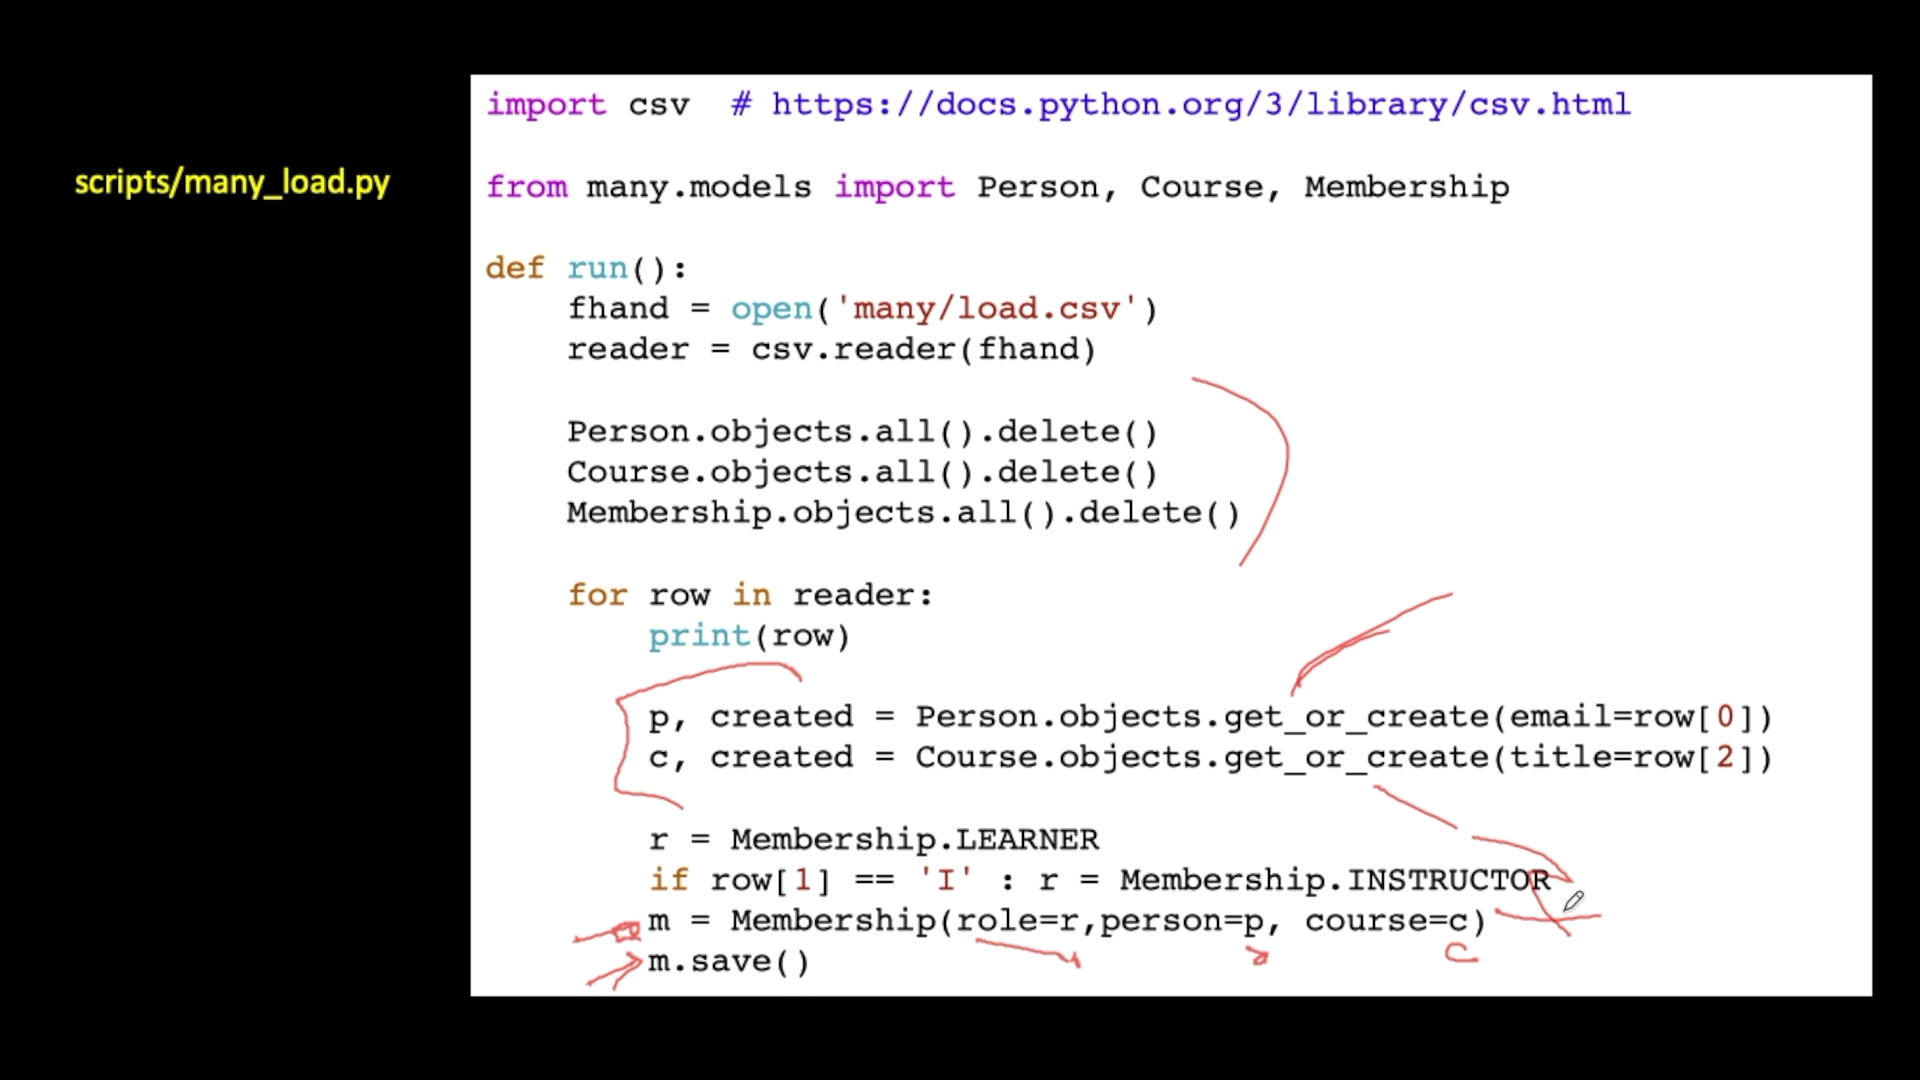 scripts/many_load.py
import csv  # https://docs.python.org/3/library/csv.html
from many.models import Person, Course, Membership
def run():
    fhand = open('many/load.csv')
    reader = csv.reader(fhand)
    Person.objects.all().delete()
    Course.objects.all().delete()
    Membership.objects.all().delete()
    for row in reader:
        print(row)
        p, created = Person.objects.get_or_create(email=row[0])
        c, created = Course.objects.get_or_create(title=row[2])
        r = Membership.LEARNER
        if row[1] == 'I' : r = Membership.INSTRUCTOR
        m = Membership(role=r,person=p, course=c)
        m.save()